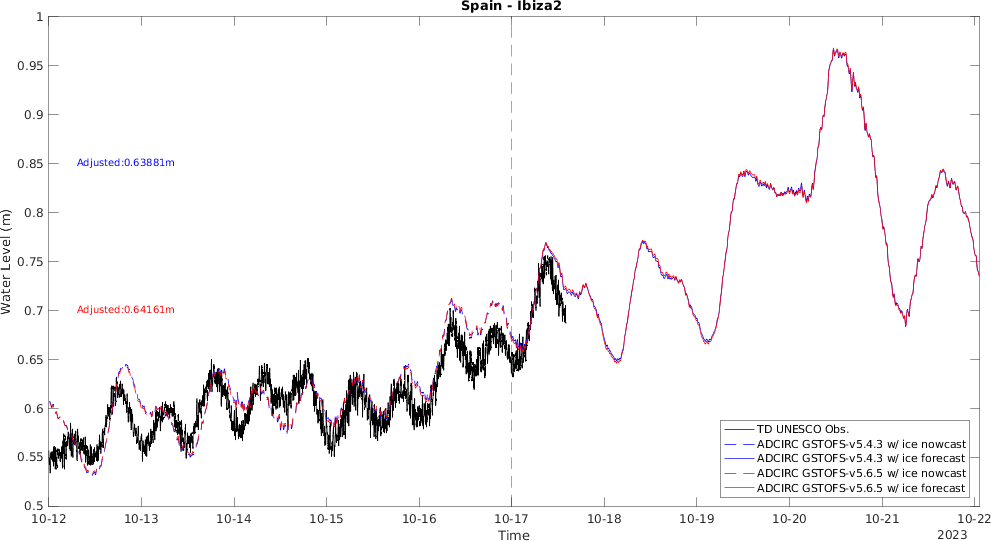 Spain - Ibiza2
1
0.95
0.9
0.85
0.8
0.75
0.7
0.65
0.6
0.55
0.5
Water Level (m)
Adjusted:0.63881m
Adjusted:0.64161m
TD UNESCO Obs.
ADCIRC GSTOFS-v5.4.3 w/ ice nowcast
ADCIRC GSTOFS-v5.4.3 w/ ice forecast
ADCIRC GSTOFS-v5.6.5 w/ ice nowcast
ADCIRC GSTOFS-v5.6.5 w/ ice forecast
10-12 10-13 10-14 10-15 10-16 10-17 10-18 10-19 10-20 10-21 10-22
Time
2023